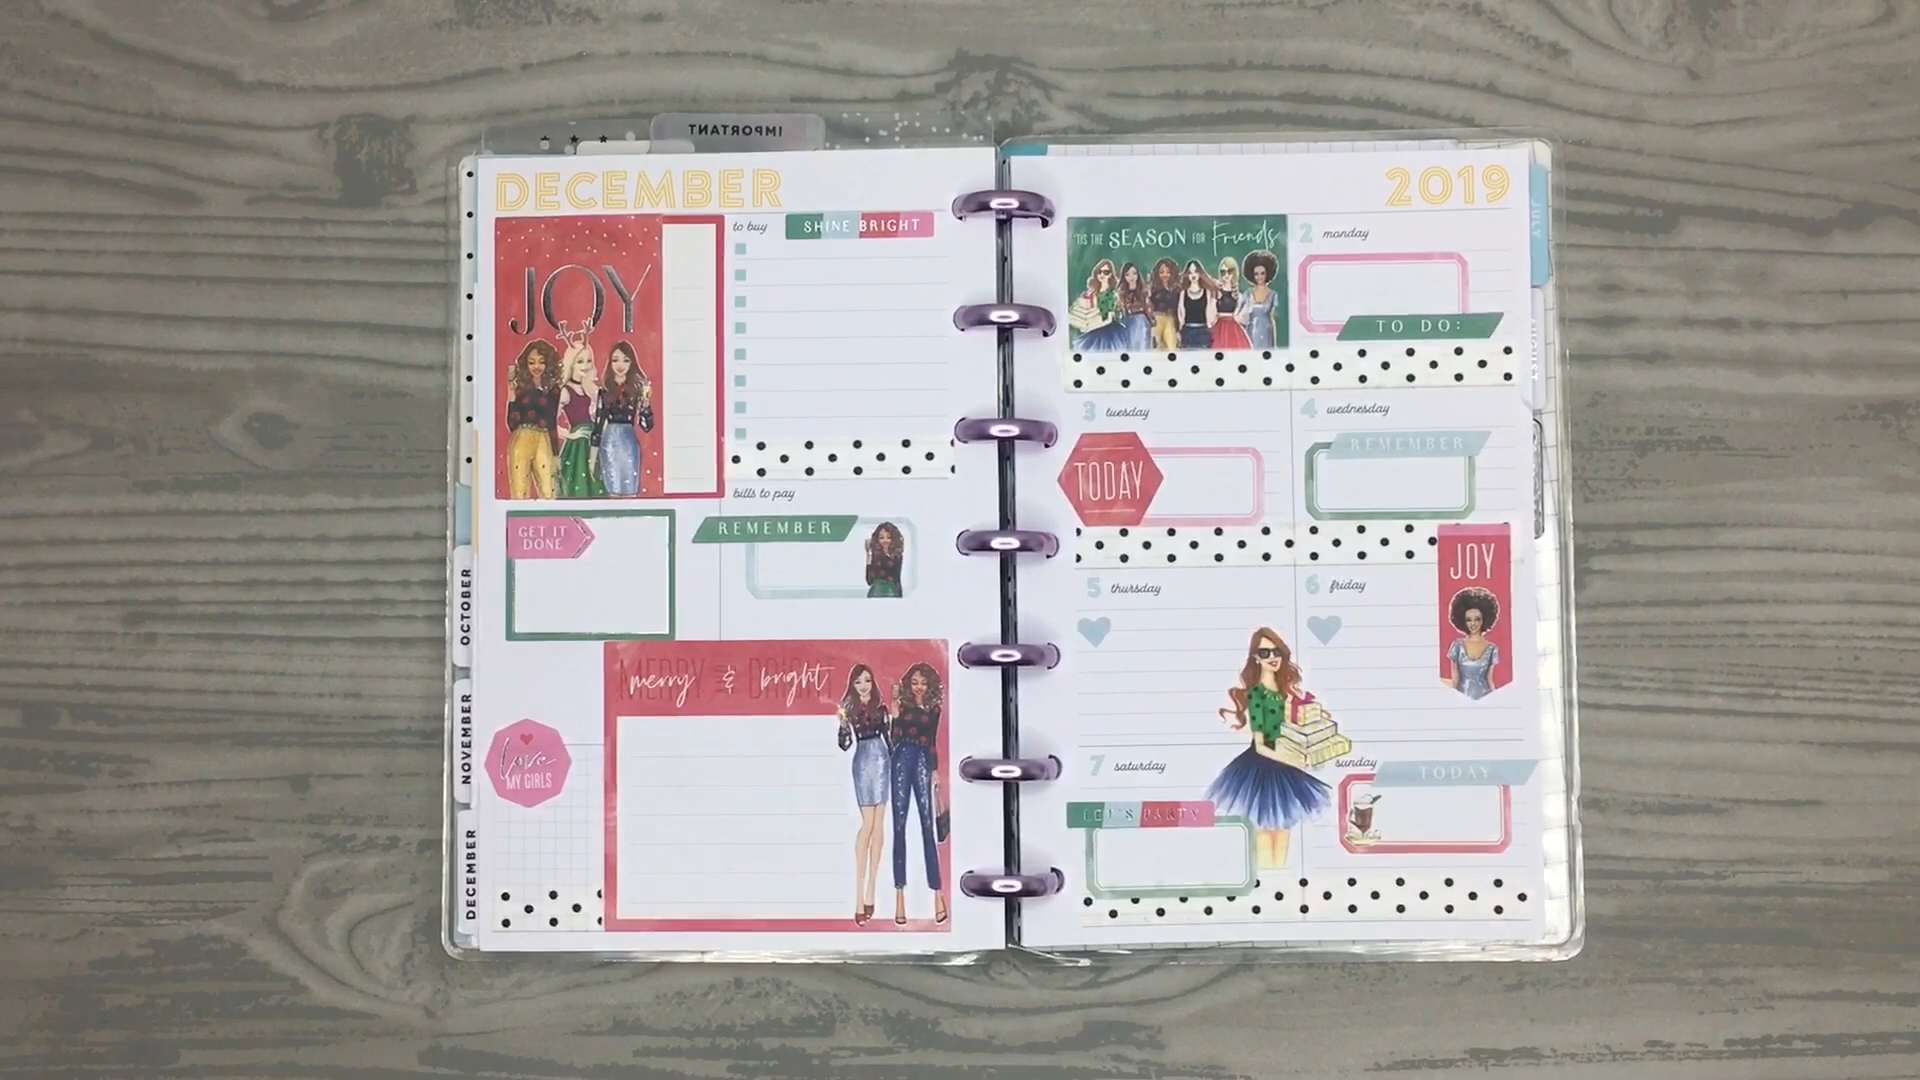 IMPORTANT
DECEMBER
JOY
to buy
SHINE BRIGHT
bills to pay
GET IT
DONE
REMEMBER
MERRY & BRIGHT
merry & bright
love
MY GIRLS
OCTOBER
NOVEMBER
DECEMBER
2019
'TIS THE SEASON FOR Friends
2 monday
TO DO:
3 tuesday
4 wednesday
TODAY
REMEMBER
5 thursday
6 friday
JOY
7 saturday
sunday
TODAY
LET'S PARTY
JULY
AUGUST